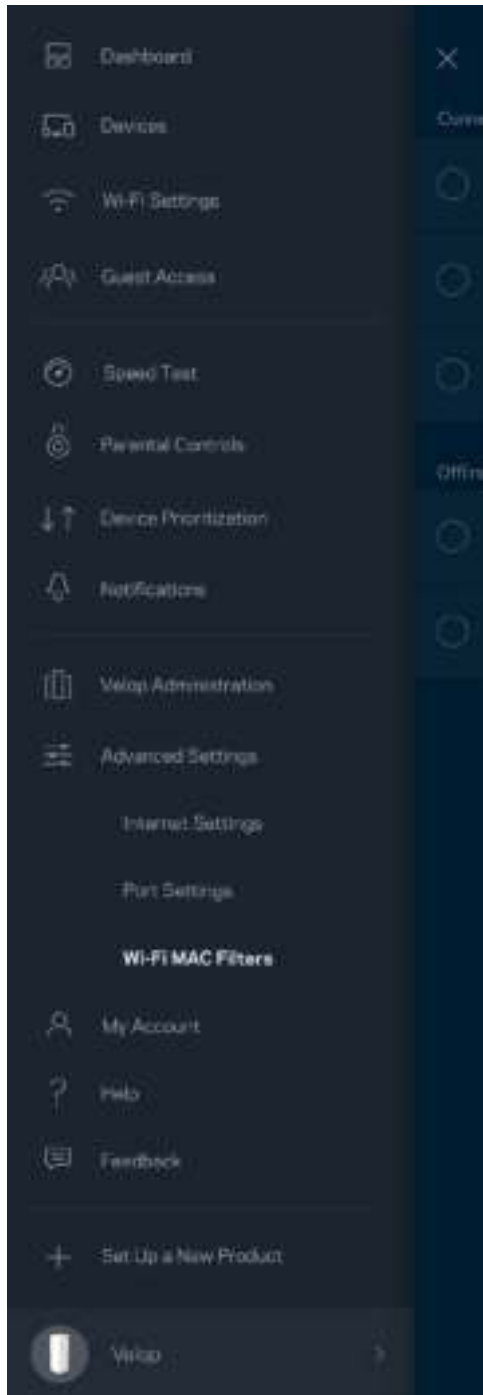 Dashboard
Devices
Wi-Fi Settings
Guest Access
Speed Test
Parental Controls
Device Prioritization
Notifications
Velop Administration
Advanced Settings
Internet Settings
Port Settings
Wi-Fi MAC Filters
My Account
Help
Feedback
Set Up a New Product
Velop